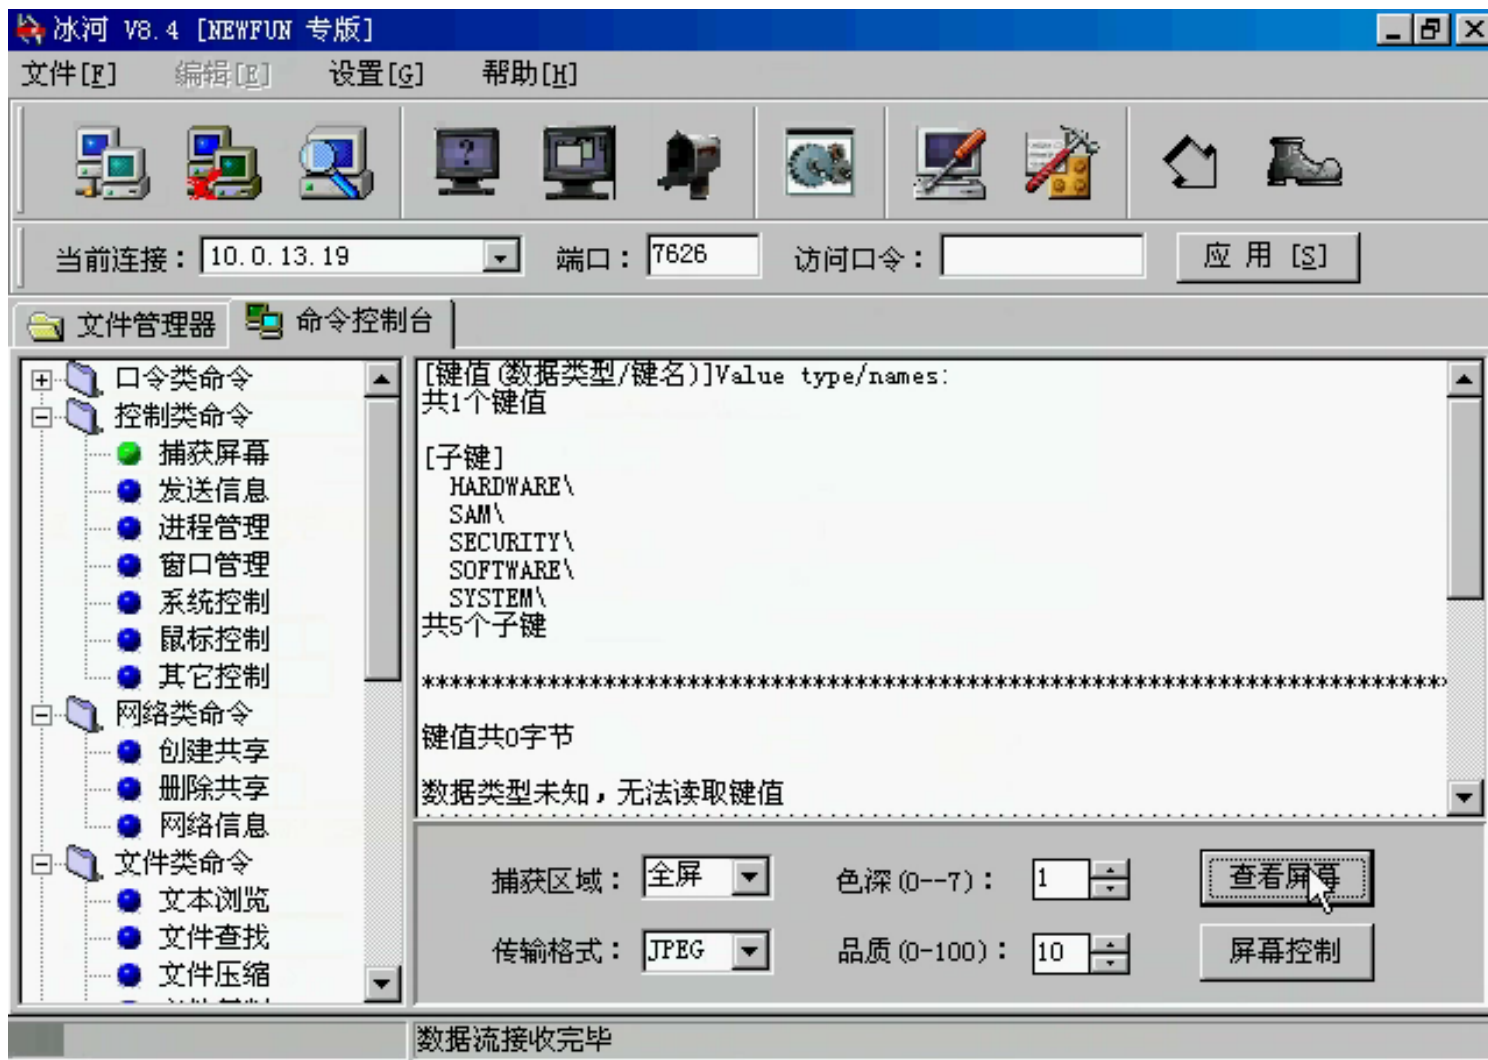 冰河 V8.4 [NEWFUN 专版]
文件[F] 编辑[E] 设置[G] 帮助[H]
当前连接： 10.0.13.19 端口： 7626 访问口令： 应 用 [S]
文件管理器 命令控制台
口令类命令
控制类命令
捕获屏幕
发送信息
进程管理
窗口管理
系统控制
鼠标控制
其它控制
网络类命令
创建共享
删除共享
网络信息
文件类命令
文本浏览
文件查找
文件压缩
[键值(数据类型/键名)]Value type/names:
共1个键值
[子键]
HARDWARE\
SAM\
SECURITY\
SOFTWARE\
SYSTEM\
共5个子键
**************************************************************************
键值共0字节
数据类型未知，无法读取键值
捕获区域： 全屏 色深(0--7)： 1 查看屏幕
传输格式： JPEG 品质(0-100)： 10 屏幕控制
数据流接收完毕